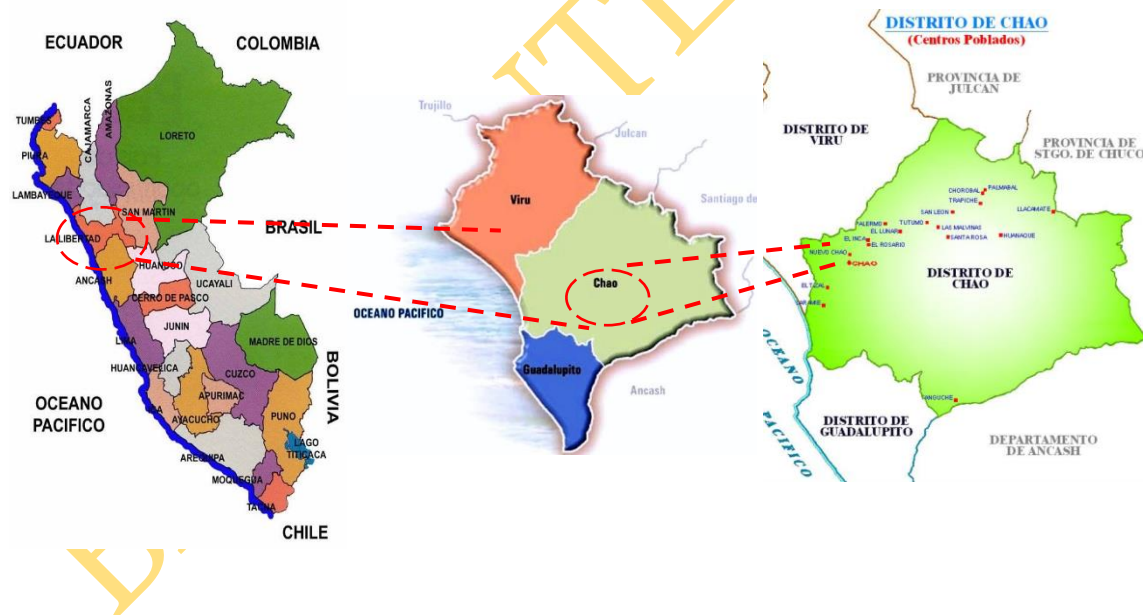 ECUADOR
COLOMBIA
TUMBES
PIURA
CAJAMARCA
AMAZONAS
LORETO
LAMBAYEQUE
SAN MARTIN
LA LIBERTAD
BRASIL
HUANUCO
ANCASH
UCAYALI
CERRO DE PASCO
JUNIN
LIMA
MADRE DE DIOS
HUANCAVELICA
CUZCO
BOLIVIA
OCEANO
PACIFICO
ICA
APURIMAC
AYACUCHO
PUNO
LAGO
TITICACA
AREQUIPA
MOQUEGUA
TACNA
CHILE
Trujillo
Julcan
Viru
Santiago de
Chao
OCEANO PACIFICO
Guadalupito
Ancash
DISTRITO DE CHAO
(Centros Poblados)
PROVINCIA DE
JULCAN
DISTRITO DE
VIRU
PROVINCIA DE
STGO. DE CHUCO
CHOROBAL
PALMABAL
TRAPICHE
SAN LEON
LLACAMATE
PALERMO
TUTUMO
LAS MALVINAS
EL LUNAR
EL INCA
SANTA ROSA
HUANAQUE
EL ROSARIO
NUEVO CHAO
CHAO
DISTRITO DE
CHAO
OCEANO
PACIFICO
DISTRITO DE
GUADALUPITO
DEPARTAMENTO
DE ANCASH